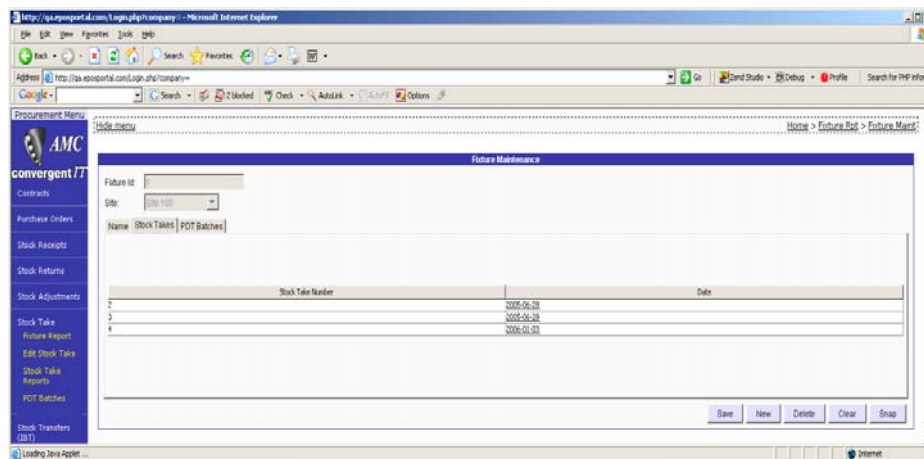 http://qa.eposportal.com/Login.php?company= - Microsoft Internet Explorer
File Edit View Favorites Tools Help
Back Search Favorites
Address http://qa.eposportal.com/Login.php?company= Go Zend Studio Debug Profile Search for PHP info
Google Search 22 blocked Check AutoLink AutoFill Options
Procurement Menu
Hide menu
Home > Fixture Rpt > Fixture Maint
AMC
convergent IT
Fixture Maintenance
Fixture Id: 1
Site: Site 100
Name Stock Takes PDT Batches
Contracts
Purchase Orders
Stock Receipts
Stock Returns
Stock Adjustments
Stock Take
Fixture Report
Edit Stock Take
Stock Take
Reports
PDT Batches
Stock Transfers
(IBT)
Stock Take Number Date
2 2005-06-28
3 2005-06-28
4 2006-01-03
Save New Delete Clear Snap
Loading Java Applet ... Internet